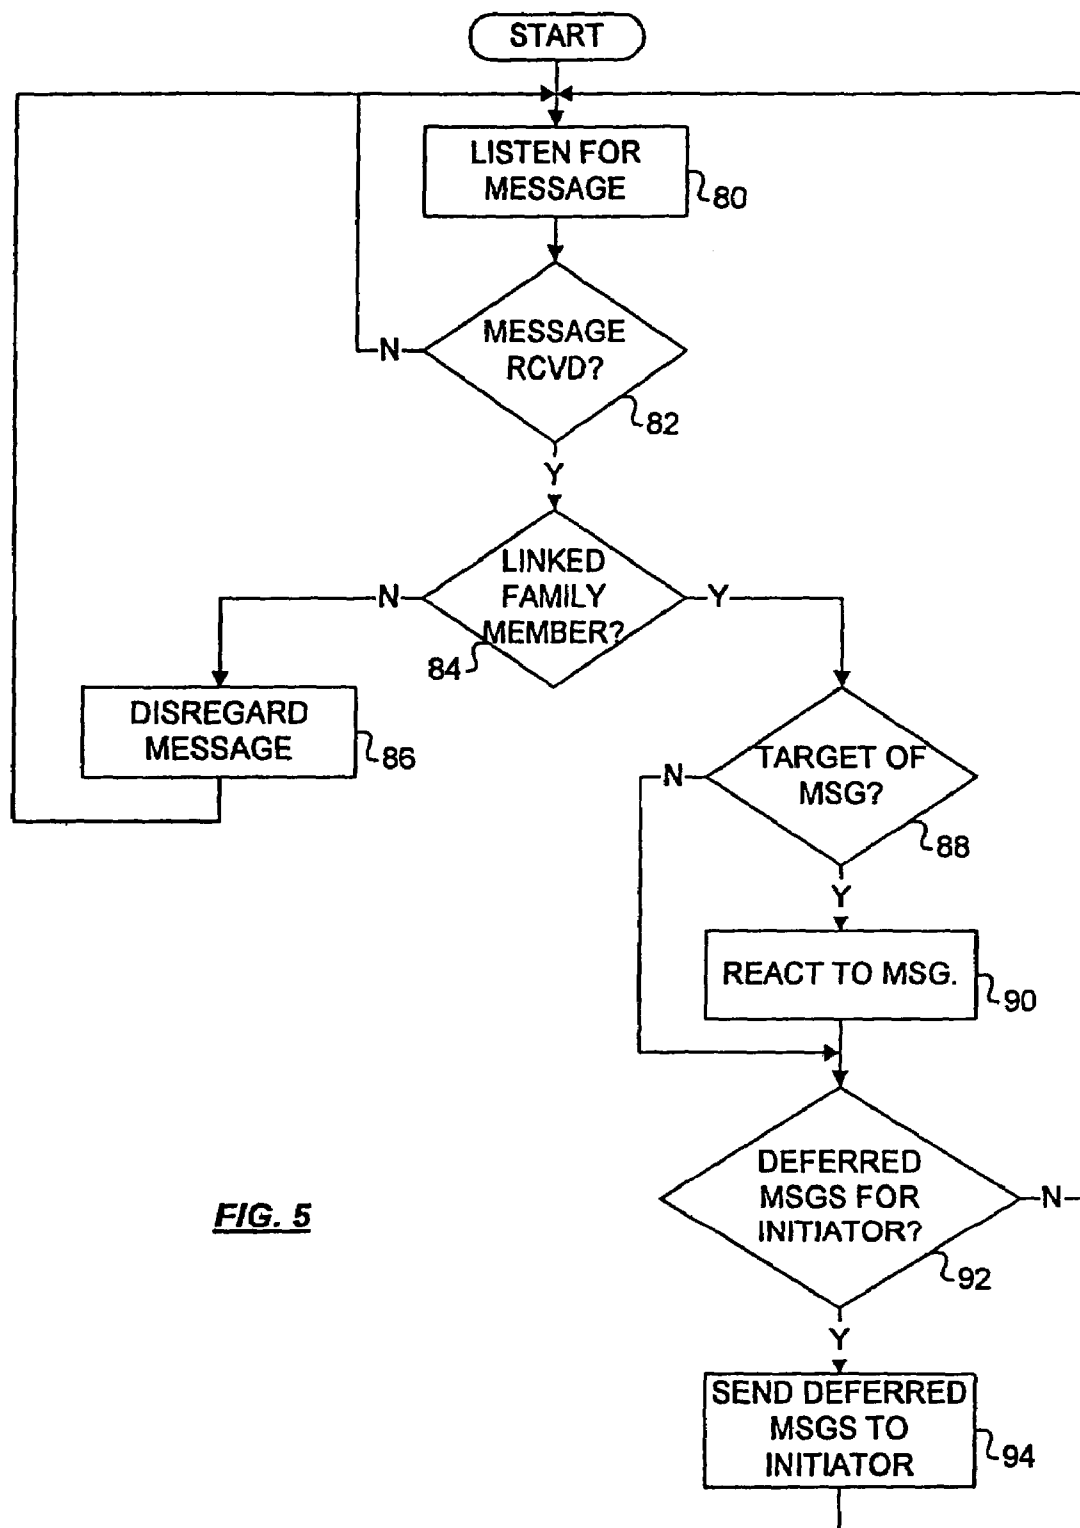 START
LISTEN FOR
MESSAGE
80
MESSAGE
RCVD?
N
82
Y
LINKED
FAMILY
MEMBER?
N
Y
84
DISREGARD
MESSAGE
86
TARGET OF
MSG?
N
88
Y
REACT TO MSG.
90
DEFERRED
MSGS FOR
INITIATOR?
N
92
Y
SEND DEFERRED
MSGS TO
INITIATOR
94
FIG. 5